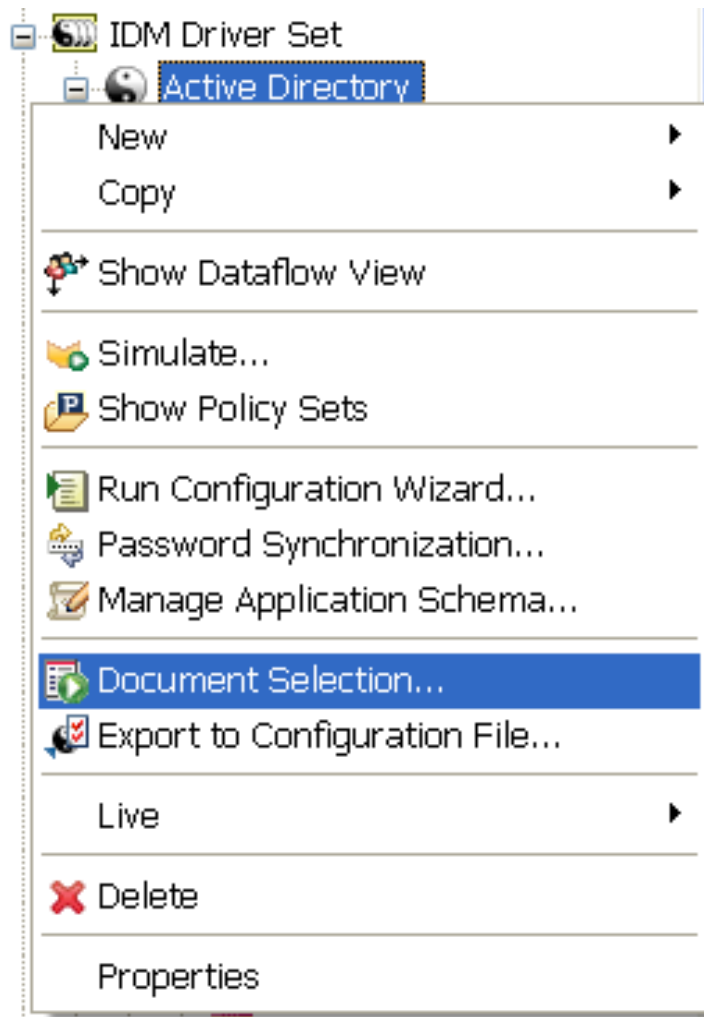 IDM Driver Set
Active Directory
New
Copy
Show Dataflow View
Simulate...
Show Policy Sets
Run Configuration Wizard...
Password Synchronization...
Manage Application Schema...
Document Selection...
Export to Configuration File...
Live
Delete
Properties